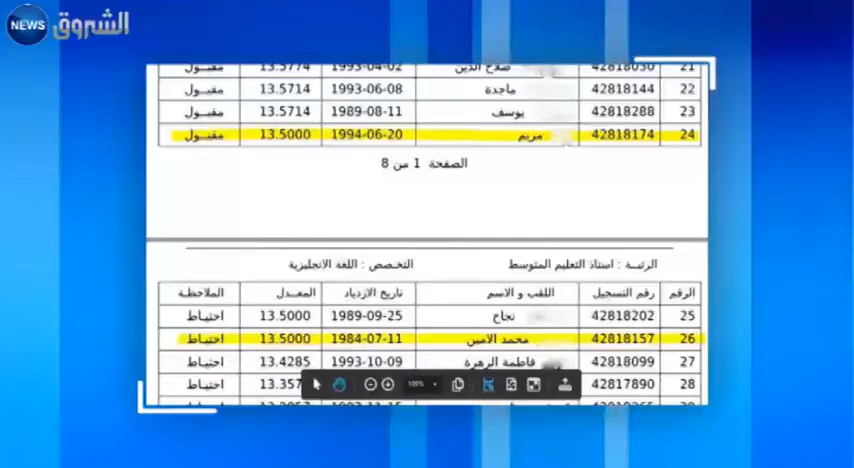 NEWS الشروق
21 42818050 صلاح الدين 1993-04-02 13.5774 مقبول
22 42818144 ماجدة 1993-06-08 13.5714 مقبول
23 42818288 يوسف 1989-08-11 13.5714 مقبول
24 42818174 مريم 1994-06-20 13.5000 مقبول
الصفحة 1 من 8
الرتبة : استاذ التعليم المتوسط التخصص : اللغة الانجليزية
الرقم رقم التسجيل اللقب و الاسم تاريخ الازدياد المعدل الملاحظة
25 42818202 نجاح 1989-09-25 13.5000 احتياط
26 42818157 محمد الامين 1984-07-11 13.5000 احتياط
27 42818099 فاطمة الزهرة 1993-10-09 13.4285 احتياط
28 42817890 13.357 احتياط
109%